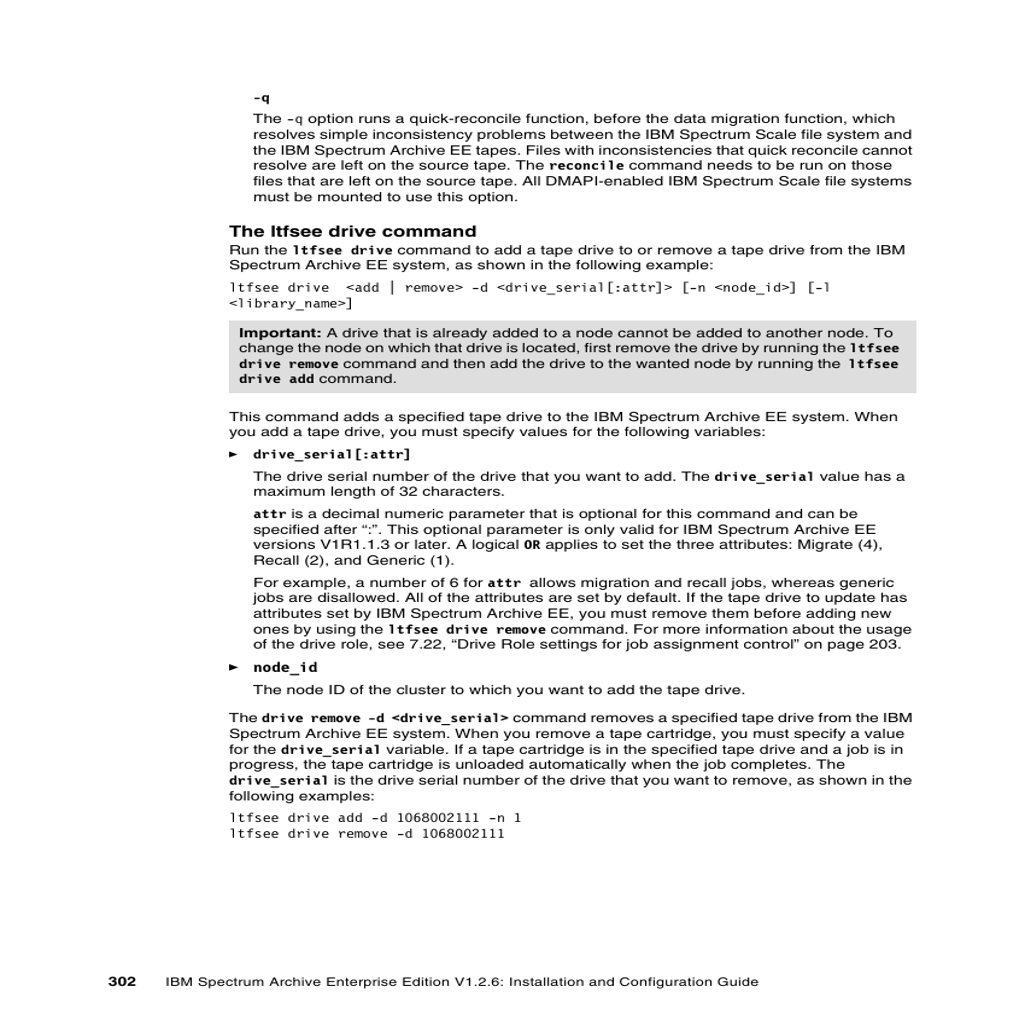 -q
The -q option runs a quick-reconcile function, before the data migration function, which
resolves simple inconsistency problems between the IBM Spectrum Scale file system and
the IBM Spectrum Archive EE tapes. Files with inconsistencies that quick reconcile cannot
resolve are left on the source tape. The reconcile command needs to be run on those
files that are left on the source tape. All DMAPI-enabled IBM Spectrum Scale file systems
must be mounted to use this option.
The ltfsee drive command
Run the ltfsee drive command to add a tape drive to or remove a tape drive from the IBM
Spectrum Archive EE system, as shown in the following example:
ltfsee drive  <add | remove> -d <drive_serial[:attr]> [-n <node_id>] [-l
<library_name>]
Important: A drive that is already added to a node cannot be added to another node. To
change the node on which that drive is located, first remove the drive by running the ltfsee
drive remove command and then add the drive to the wanted node by running the ltfsee
drive add command.
This command adds a specified tape drive to the IBM Spectrum Archive EE system. When
you add a tape drive, you must specify values for the following variables:
► drive_serial[:attr]
The drive serial number of the drive that you want to add. The drive_serial value has a
maximum length of 32 characters.
attr is a decimal numeric parameter that is optional for this command and can be
specified after “:”. This optional parameter is only valid for IBM Spectrum Archive EE
versions V1R1.1.3 or later. A logical OR applies to set the three attributes: Migrate (4),
Recall (2), and Generic (1).
For example, a number of 6 for attr allows migration and recall jobs, whereas generic
jobs are disallowed. All of the attributes are set by default. If the tape drive to update has
attributes set by IBM Spectrum Archive EE, you must remove them before adding new
ones by using the ltfsee drive remove command. For more information about the usage
of the drive role, see 7.22, “Drive Role settings for job assignment control” on page 203.
► node_id
The node ID of the cluster to which you want to add the tape drive.
The drive remove -d <drive_serial> command removes a specified tape drive from the IBM
Spectrum Archive EE system. When you remove a tape cartridge, you must specify a value
for the drive_serial variable. If a tape cartridge is in the specified tape drive and a job is in
progress, the tape cartridge is unloaded automatically when the job completes. The
drive_serial is the drive serial number of the drive that you want to remove, as shown in the
following examples:
ltfsee drive add -d 1068002111 -n 1
ltfsee drive remove -d 1068002111
302 IBM Spectrum Archive Enterprise Edition V1.2.6: Installation and Configuration Guide